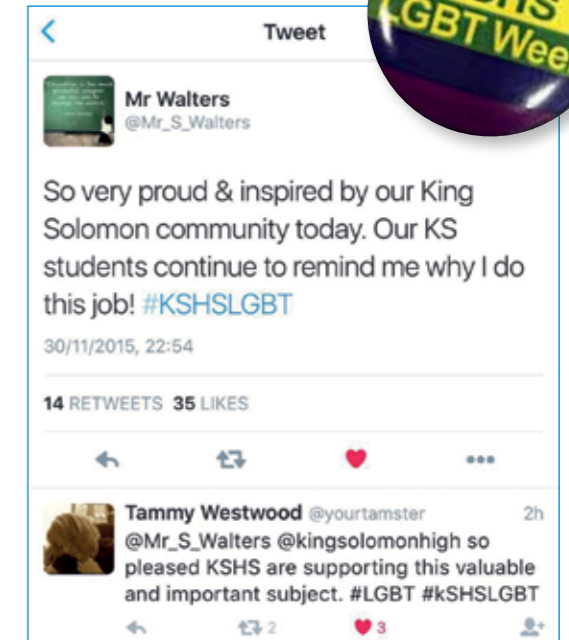 Tweet
LGBT Wee
Mr Walters
@Mr_S_Walters
So very proud & inspired by our King
Solomon community today. Our KS
students continue to remind me why I do
this job! #KSHSLGBT
30/11/2015, 22:54
14 RETWEETS 35 LIKES
Tammy Westwood @yourtamster 2h
@Mr_S_Walters @kingsolomonhigh so
pleased KSHS are supporting this valuable
and important subject. #LGBT #kSHSLGBT
2 3